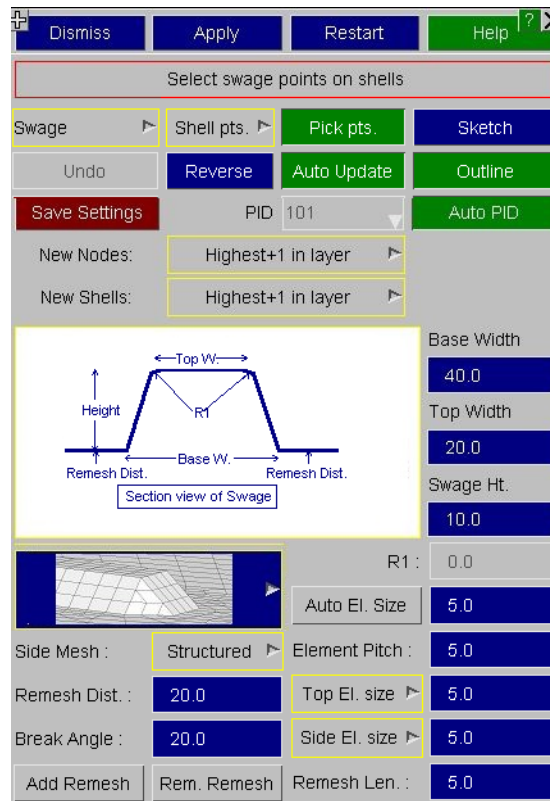 Dismiss Apply Restart Help ?
Select swage points on shells
Swage Shell pts. Pick pts. Sketch
Undo Reverse Auto Update Outline
Save Settings PID 101 Auto PID
New Nodes: Highest+1 in layer
New Shells: Highest+1 in layer
Base Width
40.0
Top Width
20.0
Swage Ht.
10.0
Top W.
Height R1
Base W.
Remesh Dist. Remesh Dist.
Section view of Swage
R1 : 0.0
Auto El. Size 5.0
Side Mesh : Structured Element Pitch : 5.0
Remesh Dist. : 20.0 Top El. size 5.0
Break Angle : 20.0 Side El. size 5.0
Add Remesh Rem. Remesh Remesh Len. : 5.0